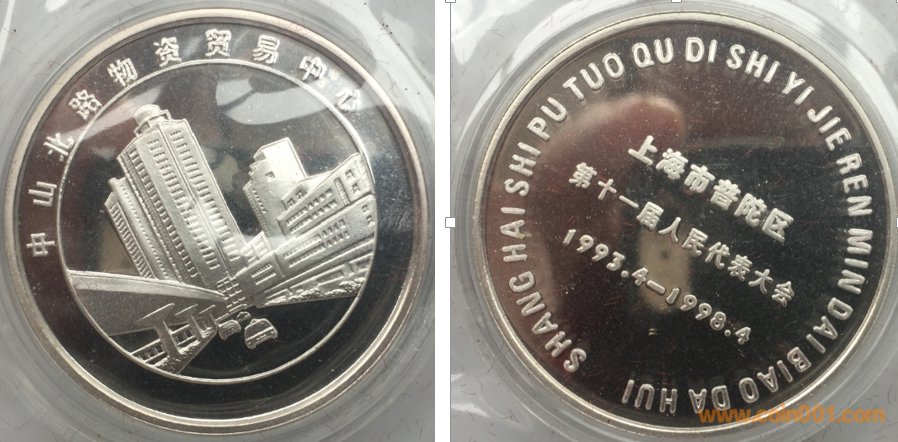 中山北路物资贸易中心
SHANG HAI SHI PU TUO QU DI SHI YI JIE REN MIN DAI BIAO DA HUI
上海市普陀区
第十一届人民代表大会
1993.4—1998.4
www.coin001.com